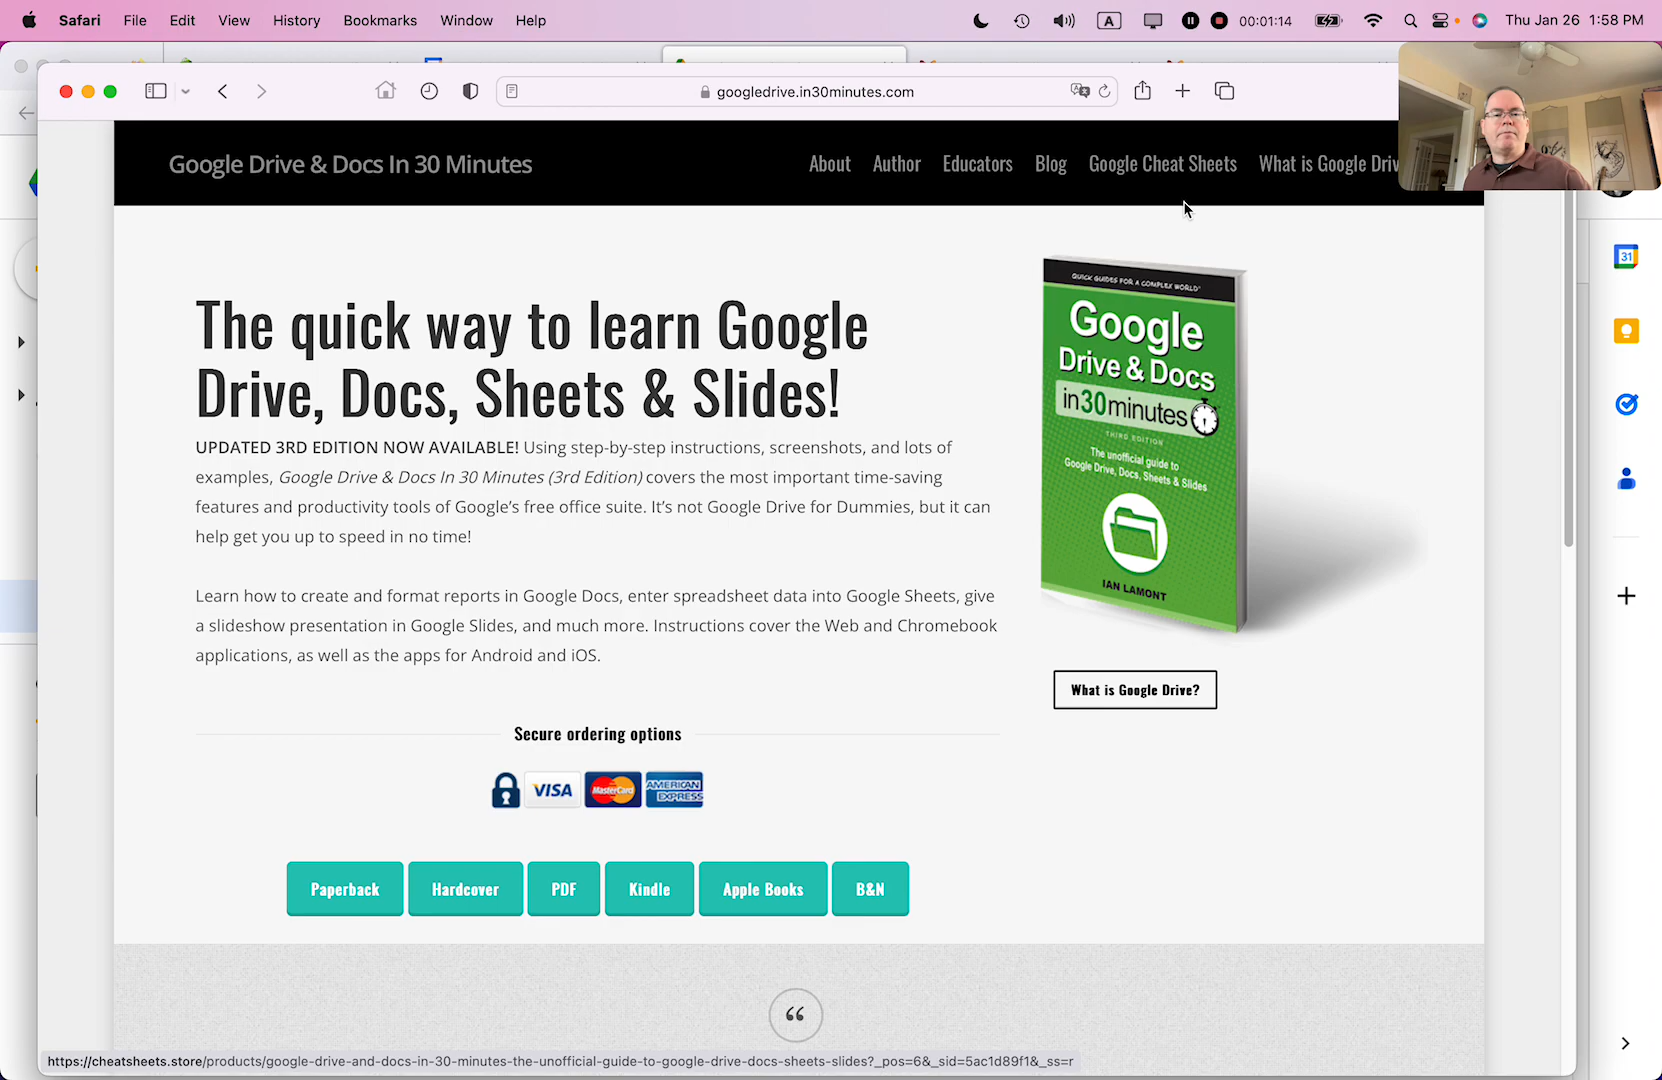 Safari File Edit View History Bookmarks Window Help A 00:01:14 Thu Jan 26 1:58 PM
googledrive.in30minutes.com
Google Drive & Docs In 30 Minutes About Author Educators Blog Google Cheat Sheets What is Google Driv
The quick way to learn Google
Drive, Docs, Sheets & Slides!
UPDATED 3RD EDITION NOW AVAILABLE! Using step-by-step instructions, screenshots, and lots of
examples, Google Drive & Docs In 30 Minutes (3rd Edition) covers the most important time-saving
features and productivity tools of Google's free office suite. It's not Google Drive for Dummies, but it can
help get you up to speed in no time!
Learn how to create and format reports in Google Docs, enter spreadsheet data into Google Sheets, give
a slideshow presentation in Google Slides, and much more. Instructions cover the Web and Chromebook
applications, as well as the apps for Android and iOS.
Secure ordering options
VISA MasterCard AMERICAN EXPRESS
Paperback Hardcover PDF Kindle Apple Books B&N
QUICK GUIDES FOR A COMPLEX WORLD®
Google
Drive & Docs
in30minutes
THIRD EDITION
The unofficial guide to
Google Drive, Docs, Sheets & Slides
IAN LAMONT
What is Google Drive?
31
“
https://cheatsheets.store/products/google-drive-and-docs-in-30-minutes-the-unofficial-guide-to-google-drive-docs-sheets-slides?_pos=6&_sid=5ac1d89f1&_ss=r